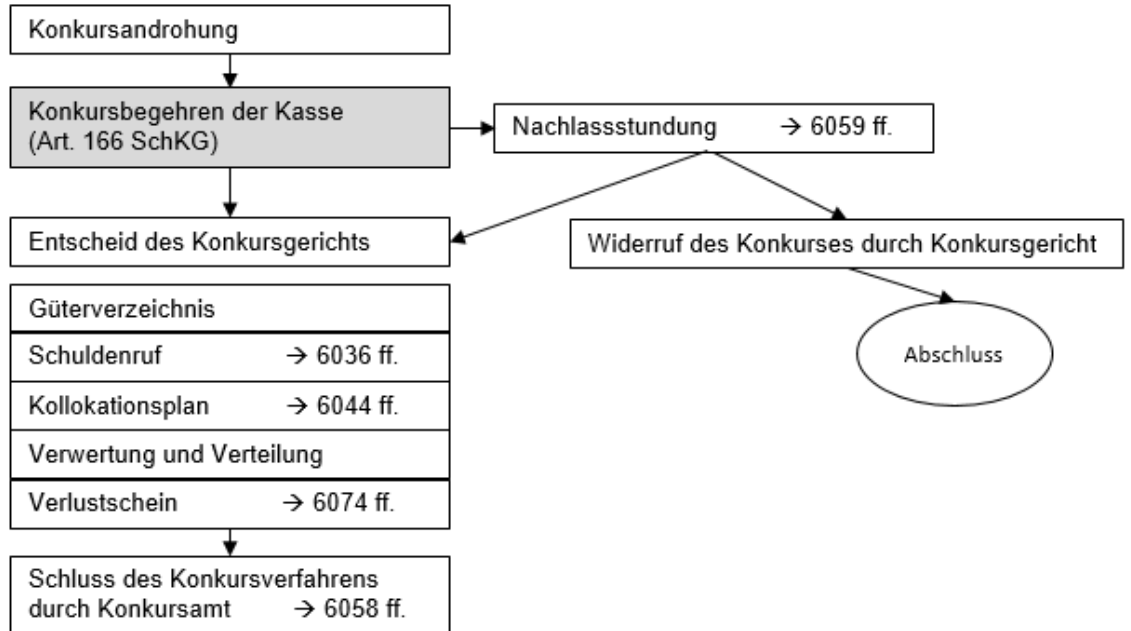 Konkursandrohung
Konkursbegehren der Kasse
(Art. 166 SchKG)
Nachlassstundung → 6059 ff.
Entscheid des Konkursgerichts
Widerruf des Konkurses durch Konkursgericht
Güterverzeichnis
Schuldenruf → 6036 ff.
Abschluss
Kollokationsplan → 6044 ff.
Verwertung und Verteilung
Verlustschein → 6074 ff.
Schluss des Konkursverfahrens
durch Konkursamt → 6058 ff.